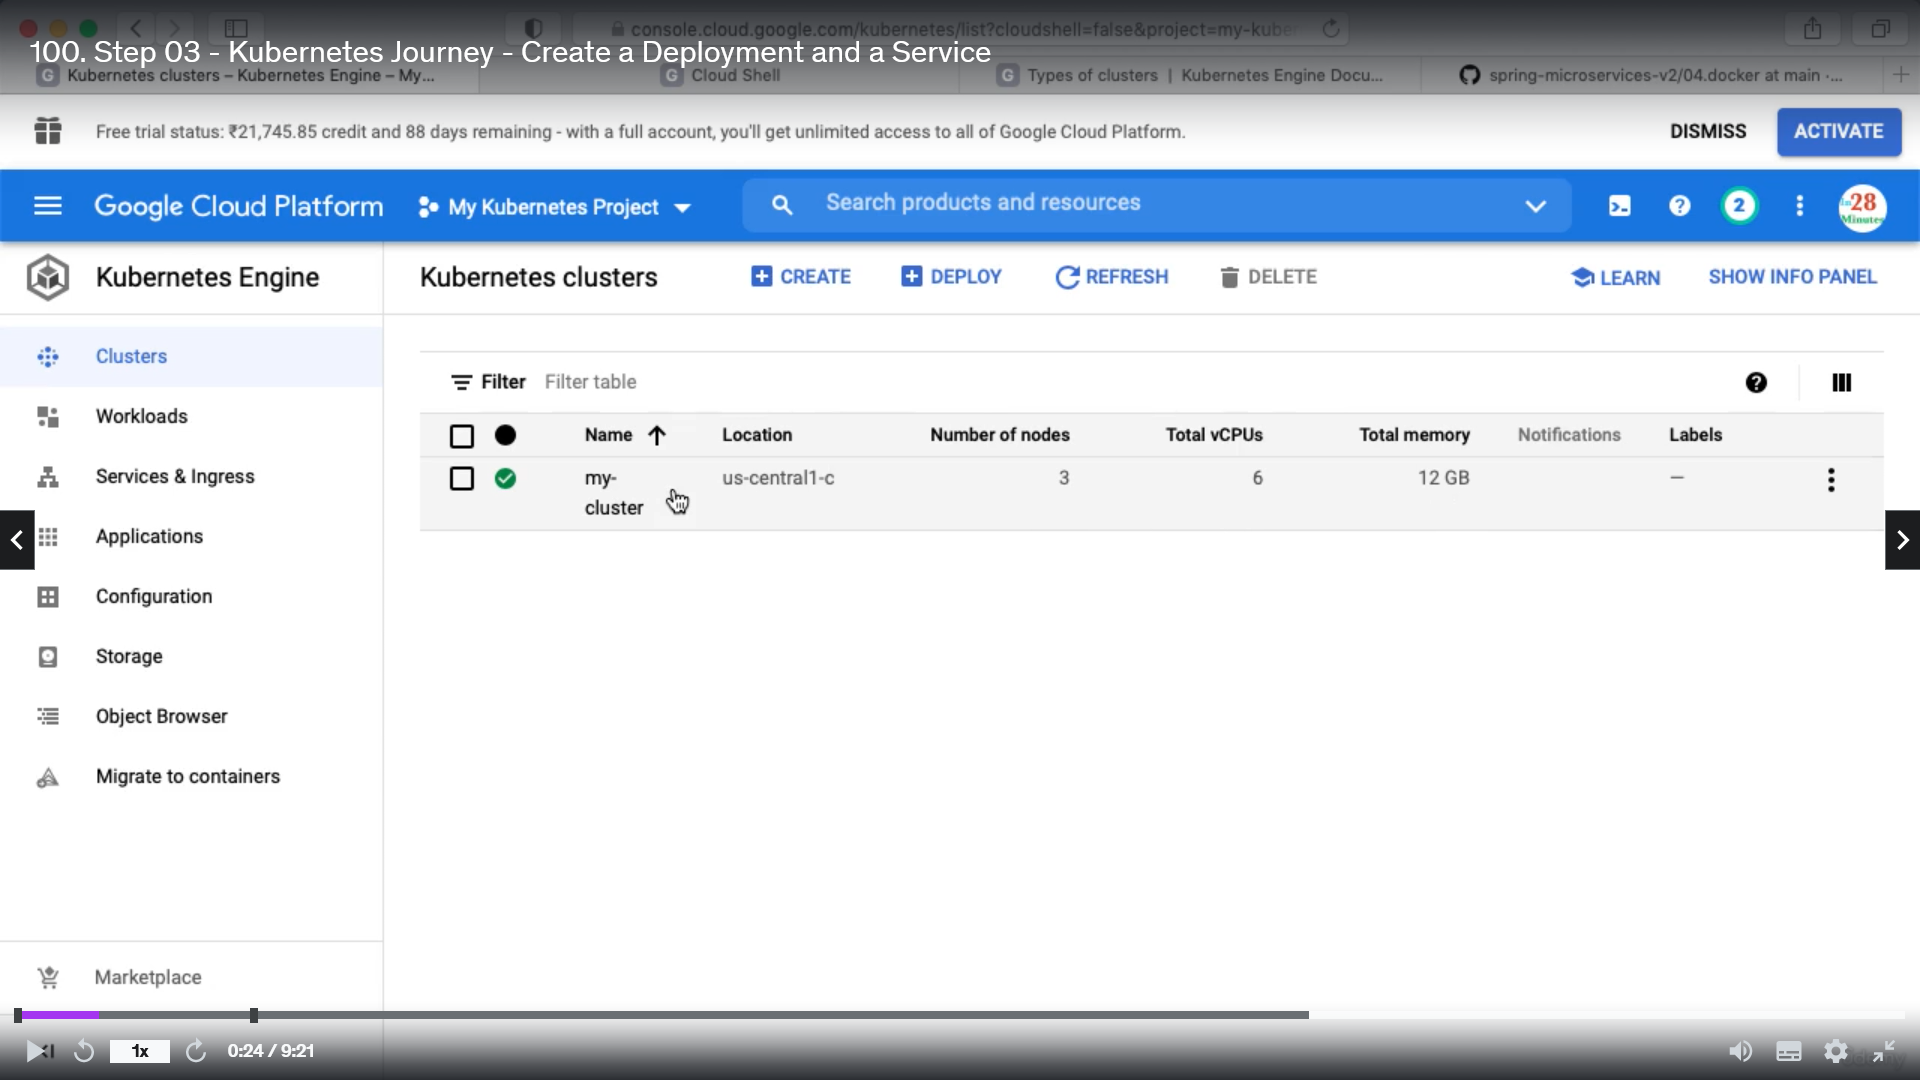 console.cloud.google.com/kubernetes/list?cloudshell=false&project=my-kube
100. Step 03 - Kubernetes Journey - Create a Deployment and a Service
Kubernetes clusters – Kubernetes Engine – My...
Cloud Shell
Types of clusters | Kubernetes Engine Docu...
spring-microservices-v2/04.docker at main ·...
Free trial status: ₹21,745.85 credit and 88 days remaining - with a full account, you'll get unlimited access to all of Google Cloud Platform.
DISMISS
ACTIVATE
Google Cloud Platform
My Kubernetes Project
Search products and resources
2
in 28 Minutes
Kubernetes Engine
Kubernetes clusters
CREATE
DEPLOY
REFRESH
DELETE
LEARN
SHOW INFO PANEL
Clusters
Workloads
Services & Ingress
Applications
Configuration
Storage
Object Browser
Migrate to containers
Marketplace
Filter Filter table
Name Location Number of nodes Total vCPUs Total memory Notifications Labels
my-cluster us-central1-c 3 6 12 GB –
1x
0:24 / 9:21